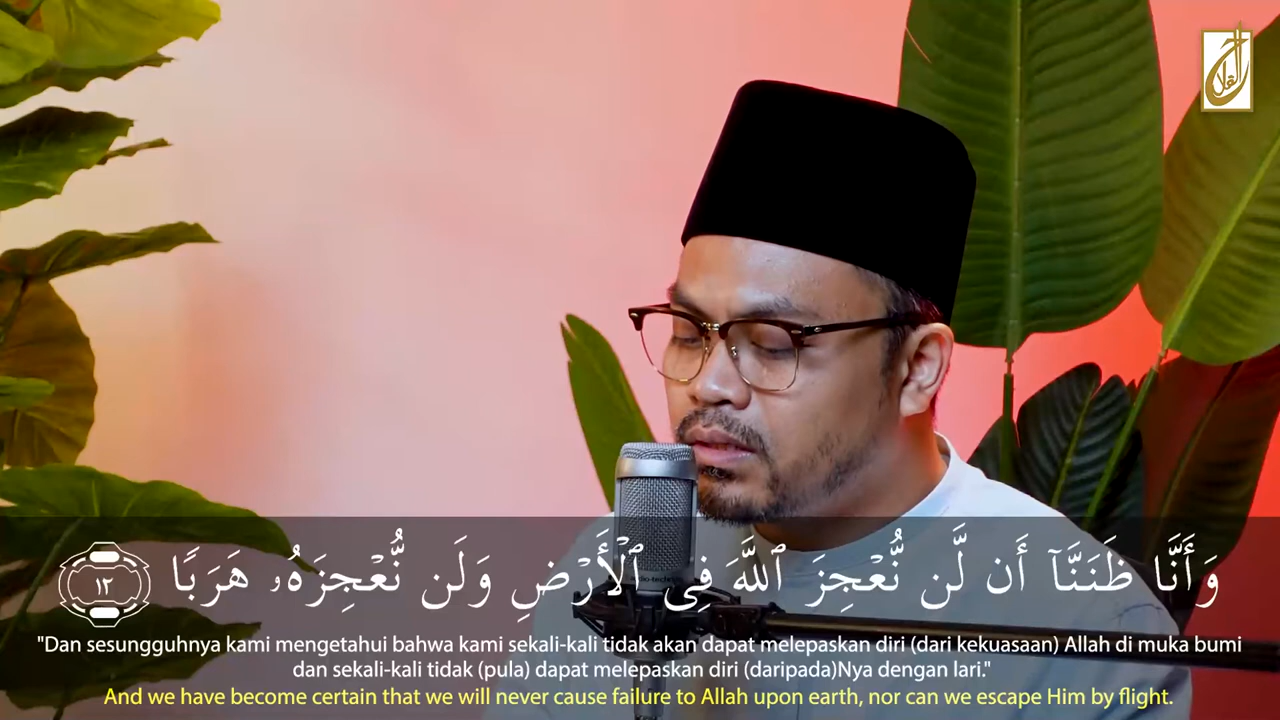 القلاح
وَأَنَّا ظَنَنَّآ أَن لَّن نُّعْجِزَ ٱللَّهَ فِى ٱلْأَرْضِ وَلَن نُّعْجِزَهُۥ هَرَبًا ١٢
"Dan sesungguhnya kami mengetahui bahwa kami sekali-kali tidak akan dapat melepaskan diri (dari kekuasaan) Allah di muka bumi
dan sekali-kali tidak (pula) dapat melepaskan diri (daripada)Nya dengan lari."
And we have become certain that we will never cause failure to Allah upon earth, nor can we escape Him by flight.